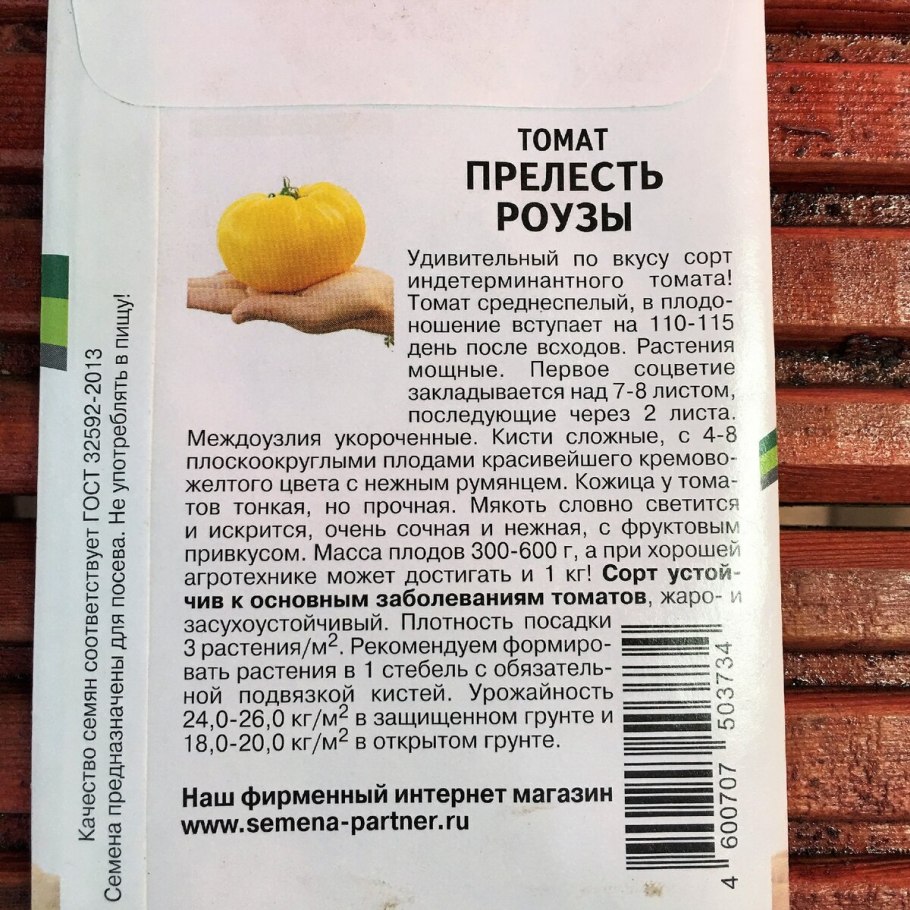 ТОМАТ
ПРЕЛЕСТЬ
РОУЗЫ
Удивительный по вкусу сорт
индетерминантного томата!
Томат среднеспелый, в плодо-
ношение вступает на 110-115
день после всходов. Растения
мощные. Первое соцветие
закладывается над 7-8 листом,
последующие через 2 листа.
Междоузлия укороченные. Кисти сложные, с 4-8
плоскоокруглыми плодами красивейшего кремово-
желтого цвета с нежным румянцем. Кожица у тома-
тов тонкая, но прочная. Мякоть словно светится
и искрится, очень сочная и нежная, с фруктовым
привкусом. Масса плодов 300-600 г, а при хорошей
агротехнике может достигать и 1 кг! Сорт устой-
чив к основным заболеваниям томатов, жаро- и
засухоустойчивый. Плотность посадки
3 растения/м². Рекомендуем формиро-
вать растения в 1 стебель с обязатель-
ной подвязкой кистей. Урожайность
24,0-26,0 кг/м² в защищенном грунте и
18,0-20,0 кг/м² в открытом грунте.
Наш фирменный интернет магазин
www.semena-partner.ru
4 600707 503734
Качество семян соответствует ГОСТ 32592-2013
Семена предназначены для посева. Не употреблять в пищу!